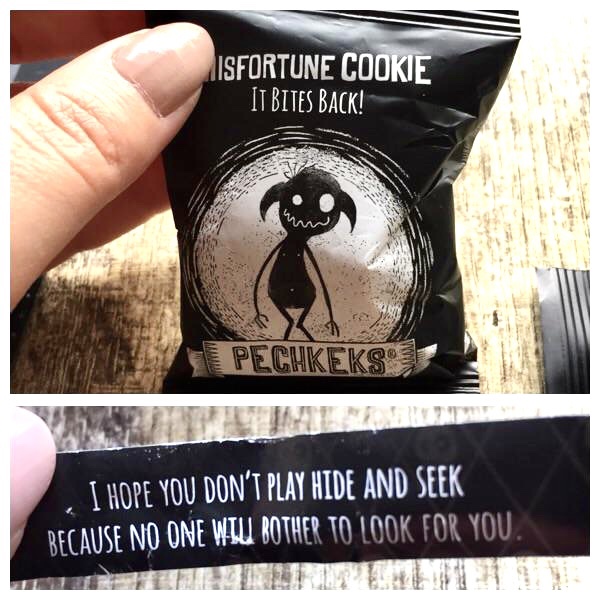 MISFORTUNE COOKIE
IT BITES BACK!
PECHKEKS®
I HOPE YOU DON'T PLAY HIDE AND SEEK
BECAUSE NO ONE WILL BOTHER TO LOOK FOR YOU.